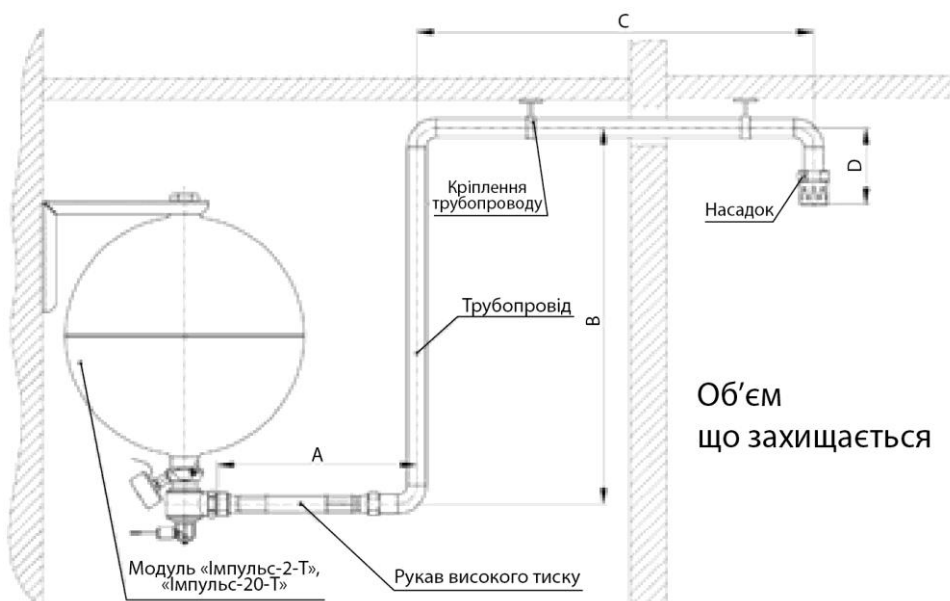 C
Кріплення
трубопроводу
D
Насадок
Трубопровід
B
Об’єм
що захищається
A
Модуль «Імпульс-2-Т»,
«Імпульс-20-Т»
Рукав високого тиску